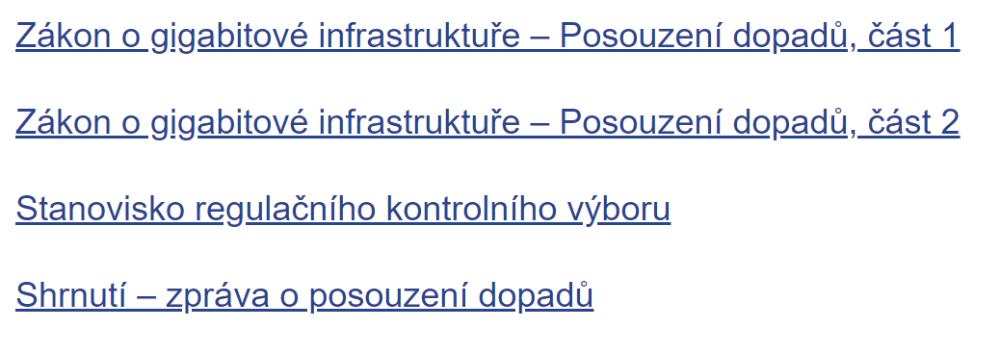 Zákon o gigabitové infrastruktuře – Posouzení dopadů, část 1
Zákon o gigabitové infrastruktuře – Posouzení dopadů, část 2
Stanovisko regulačního kontrolního výboru
Shrnutí – zpráva o posouzení dopadů